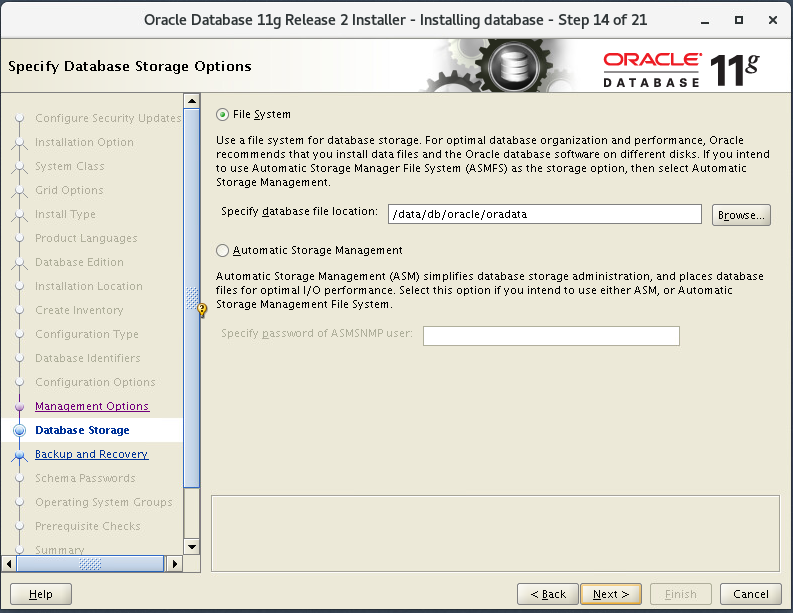 Oracle Database 11g Release 2 Installer - Installing database - Step 14 of 21
Specify Database Storage Options
ORACLE
DATABASE 11g
Configure Security Updates
Installation Option
System Class
Grid Options
Install Type
Product Languages
Database Edition
Installation Location
Create Inventory
Configuration Type
Database Identifiers
Configuration Options
Management Options
Database Storage
Backup and Recovery
Schema Passwords
Operating System Groups
Prerequisite Checks
Summary
File System
Use a file system for database storage. For optimal database organization and performance, Oracle
recommends that you install data files and the Oracle database software on different disks. If you intend
to use Automatic Storage Manager File System (ASMFS) as the storage option, then select Automatic
Storage Management.
Specify database file location: /data/db/oracle/oradata Browse...
Automatic Storage Management
Automatic Storage Management (ASM) simplifies database storage administration, and places database
files for optimal I/O performance. Select this option if you intend to use either ASM, or Automatic
Storage Management File System.
Specify password of ASMSNMP user:
Help < Back Next > Finish Cancel